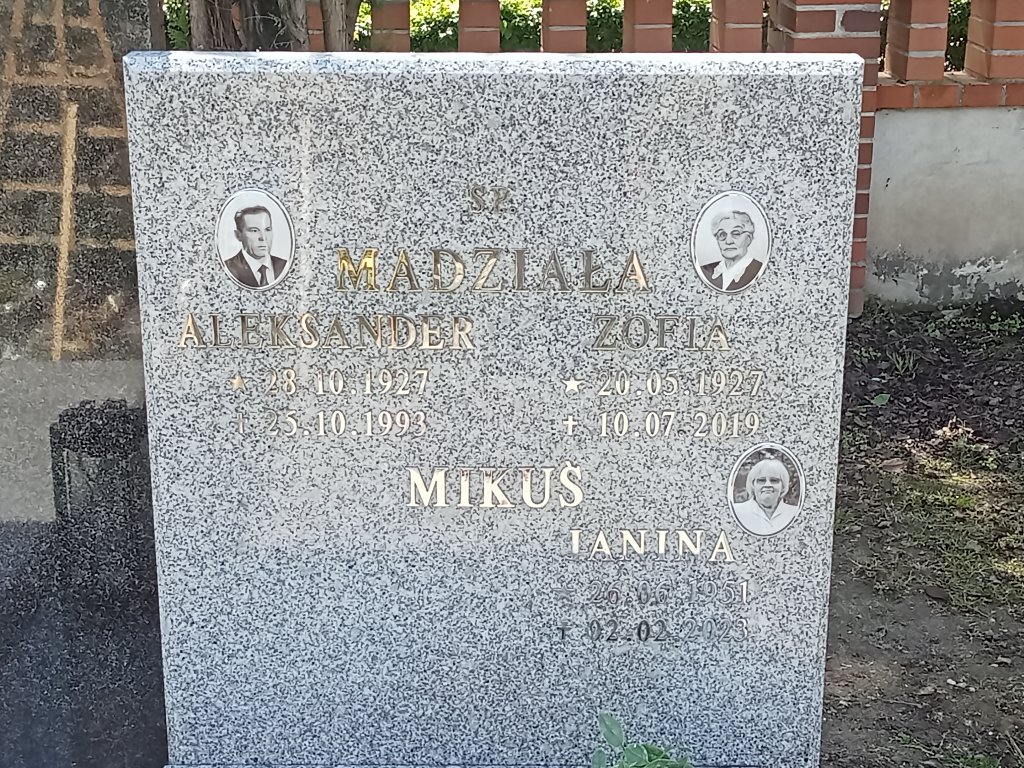 Ś.P.
MADZIAŁA
ALEKSANDER ZOFIA
★ 28.10.1927 ★ 20.05.1927
† 25.10.1993 † 10.07.2019
MIKUŠ
JANINA
★ 26.06.1951
† 02.02.2023